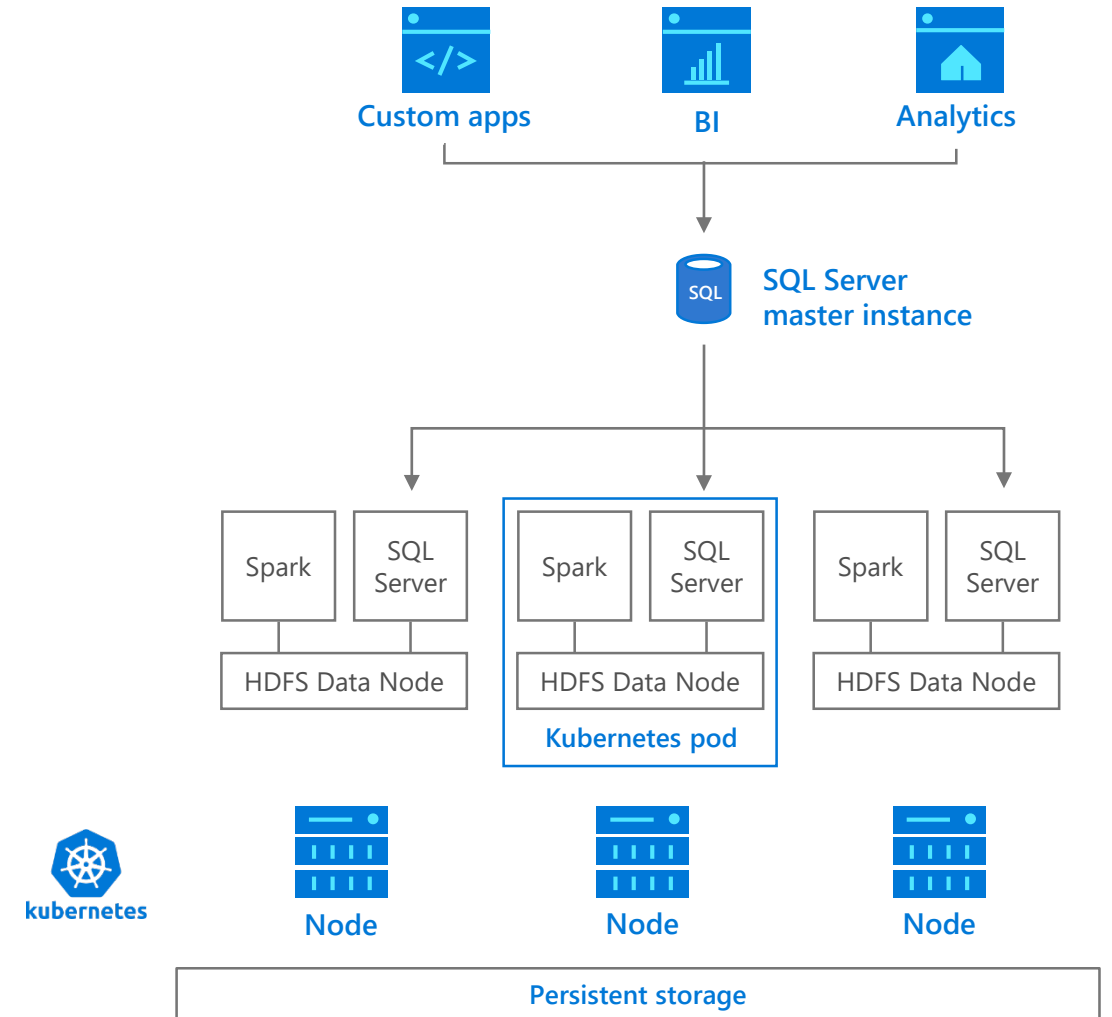 </>
Custom apps
BI
Analytics
SQL
SQL Server
master instance
Spark
SQL
Server
HDFS Data Node
Spark
SQL
Server
HDFS Data Node
Kubernetes pod
Spark
SQL
Server
HDFS Data Node
kubernetes
Node
Node
Node
Persistent storage